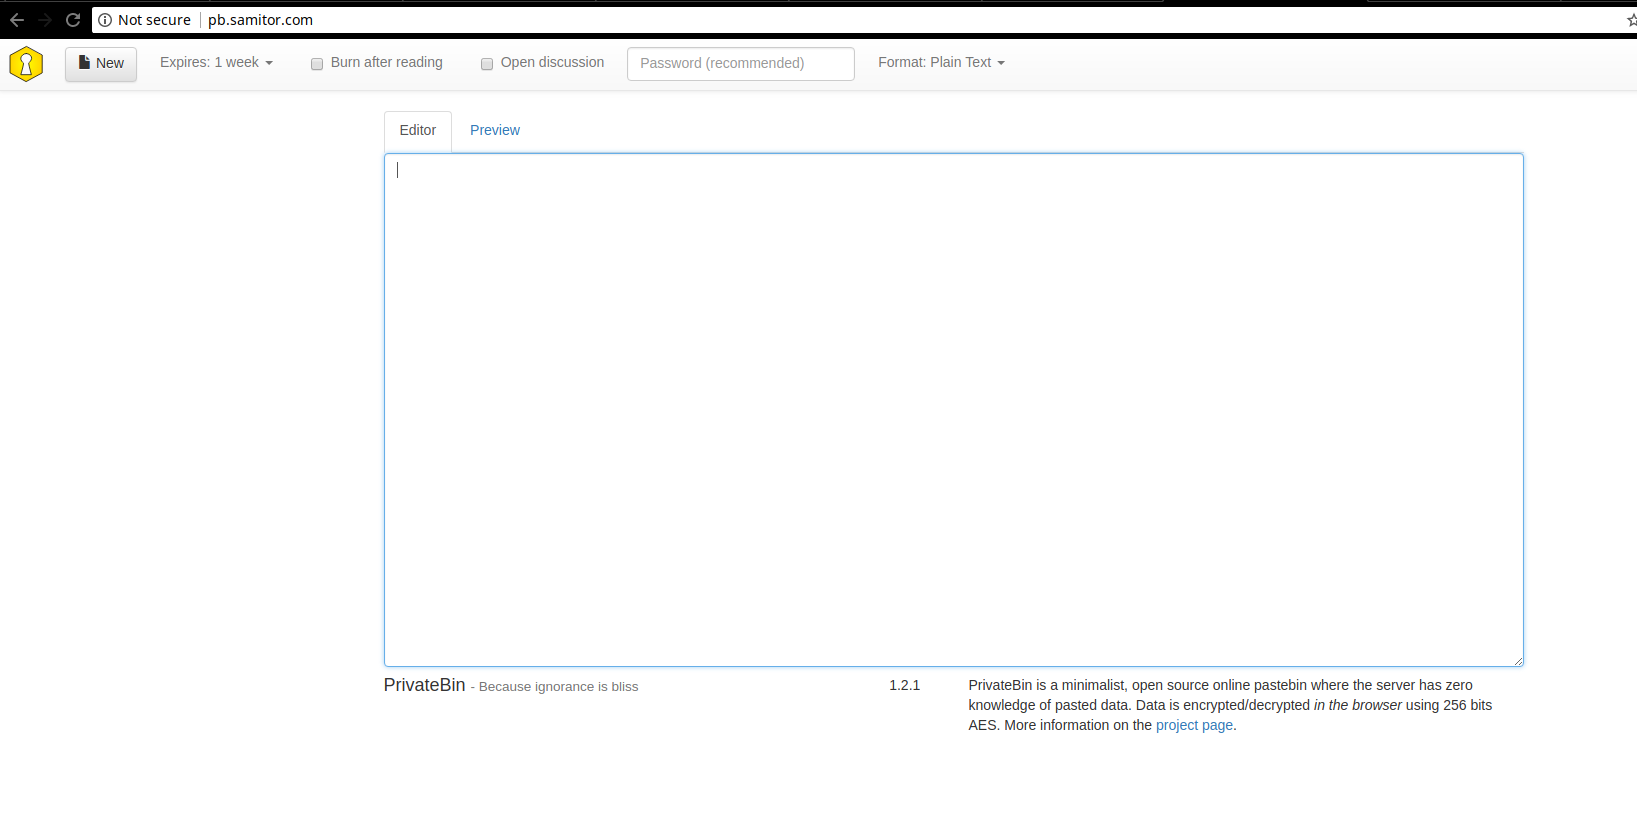 Not secure pb.samitor.com
New Expires: 1 week Burn after reading Open discussion Password (recommended) Format: Plain Text
Editor Preview
PrivateBin - Because ignorance is bliss 1.2.1 PrivateBin is a minimalist, open source online pastebin where the server has zero
knowledge of pasted data. Data is encrypted/decrypted in the browser using 256 bits
AES. More information on the project page.